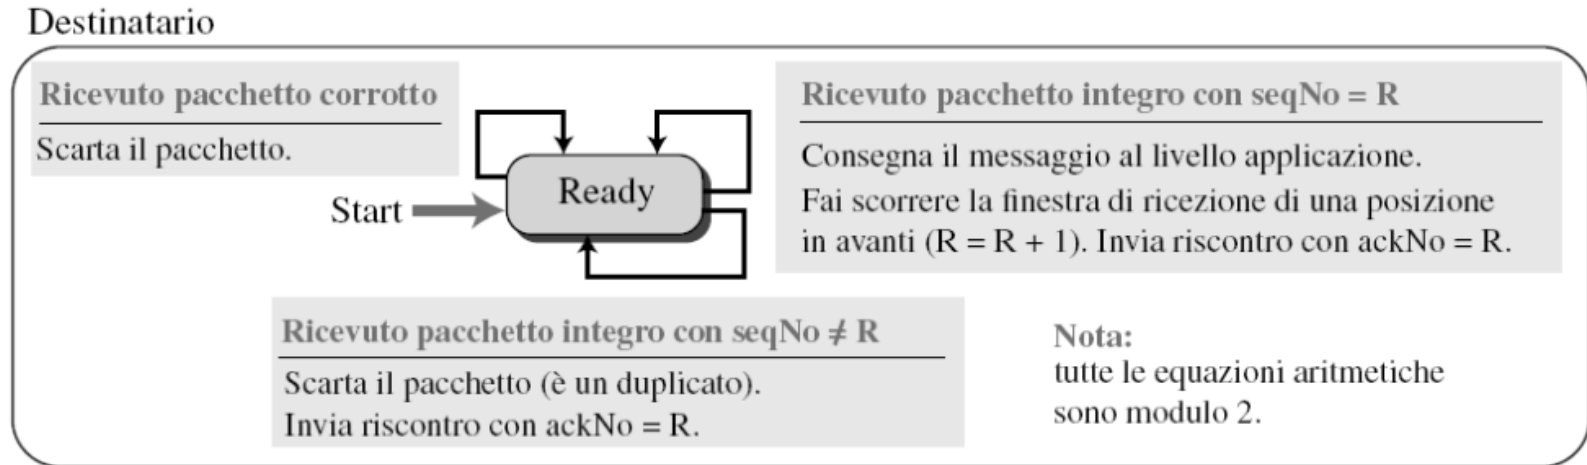 Destinatario
Ricevuto pacchetto corrotto
Scarta il pacchetto.
Start
Ready
Ricevuto pacchetto integro con seqNo = R
Consegna il messaggio al livello applicazione.
Fai scorrere la finestra di ricezione di una posizione
in avanti (R = R + 1). Invia riscontro con ackNo = R.
Ricevuto pacchetto integro con seqNo ≠ R
Scarta il pacchetto (è un duplicato).
Invia riscontro con ackNo = R.
Nota:
tutte le equazioni aritmetiche
sono modulo 2.